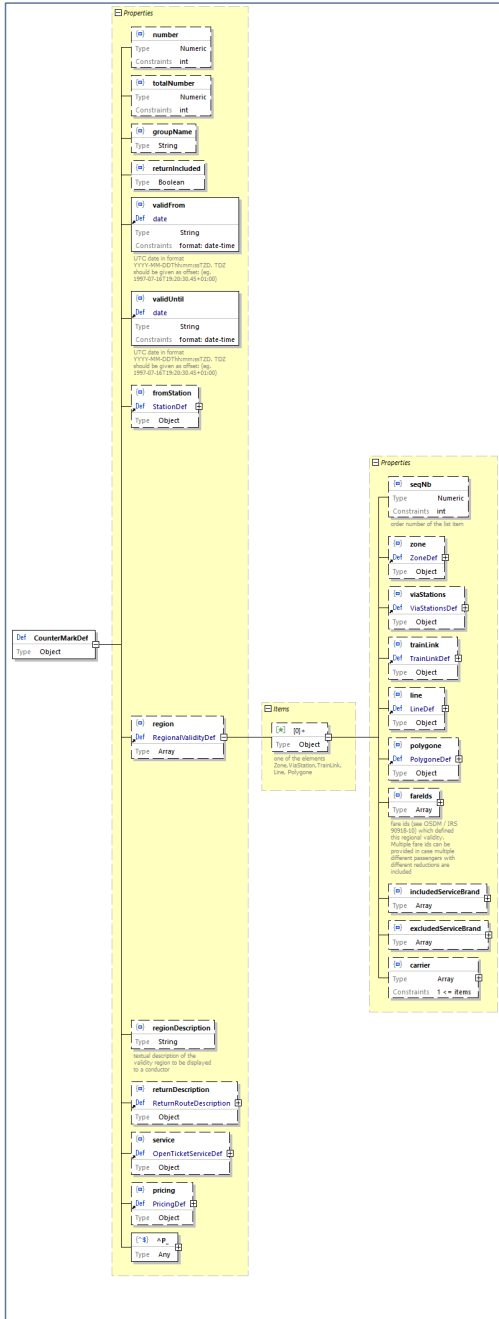 Properties
number
Type Numeric
Constraints int
totalNumber
Type Numeric
Constraints int
groupName
Type String
returnIncluded
Type Boolean
validFrom
Def date
Type String
Constraints format: date-time
UTC date in format
YYYY-MM-DDThh:mm:ssTZD. TDZ
should be given as offset: (eg.
1997-07-16T19:20:30.45+01:00)
validUntil
Def date
Type String
Constraints format: date-time
UTC date in format
YYYY-MM-DDThh:mm:ssTZD. TDZ
should be given as offset: (eg.
1997-07-16T19:20:30.45+01:00)
fromStation
Def StationDef
Type Object
Def CounterMarkDef
Type Object
region
Def RegionalValidityDef
Type Array
Items
[*] [0]+
Type Object
one of the elements
Zone,ViaStation,TrainLink,
Line, Polygone
Properties
seqNb
Type Numeric
Constraints int
order number of the list item
zone
Def ZoneDef
Type Object
viaStations
Def ViaStationsDef
Type Object
trainLink
Def TrainLinkDef
Type Object
line
Def LineDef
Type Object
polygone
Def PolygoneDef
Type Object
fareIds
Type Array
fare ids (see OSDM / IRS
90918-10) which defined
this regional validity.
Multiple fare ids can be
provided in case multiple
different passengers with
different reductions are
included
includedServiceBrand
Type Array
excludedServiceBrand
Type Array
carrier
Type Array
Constraints 1 <= items
regionDescription
Type String
textual description of the
validity region to be displayed
to a conductor
returnDescription
Def ReturnRouteDescription
Type Object
service
Def OpenTicketServiceDef
Type Object
pricing
Def PricingDef
Type Object
{^$} ^P_
Type Any